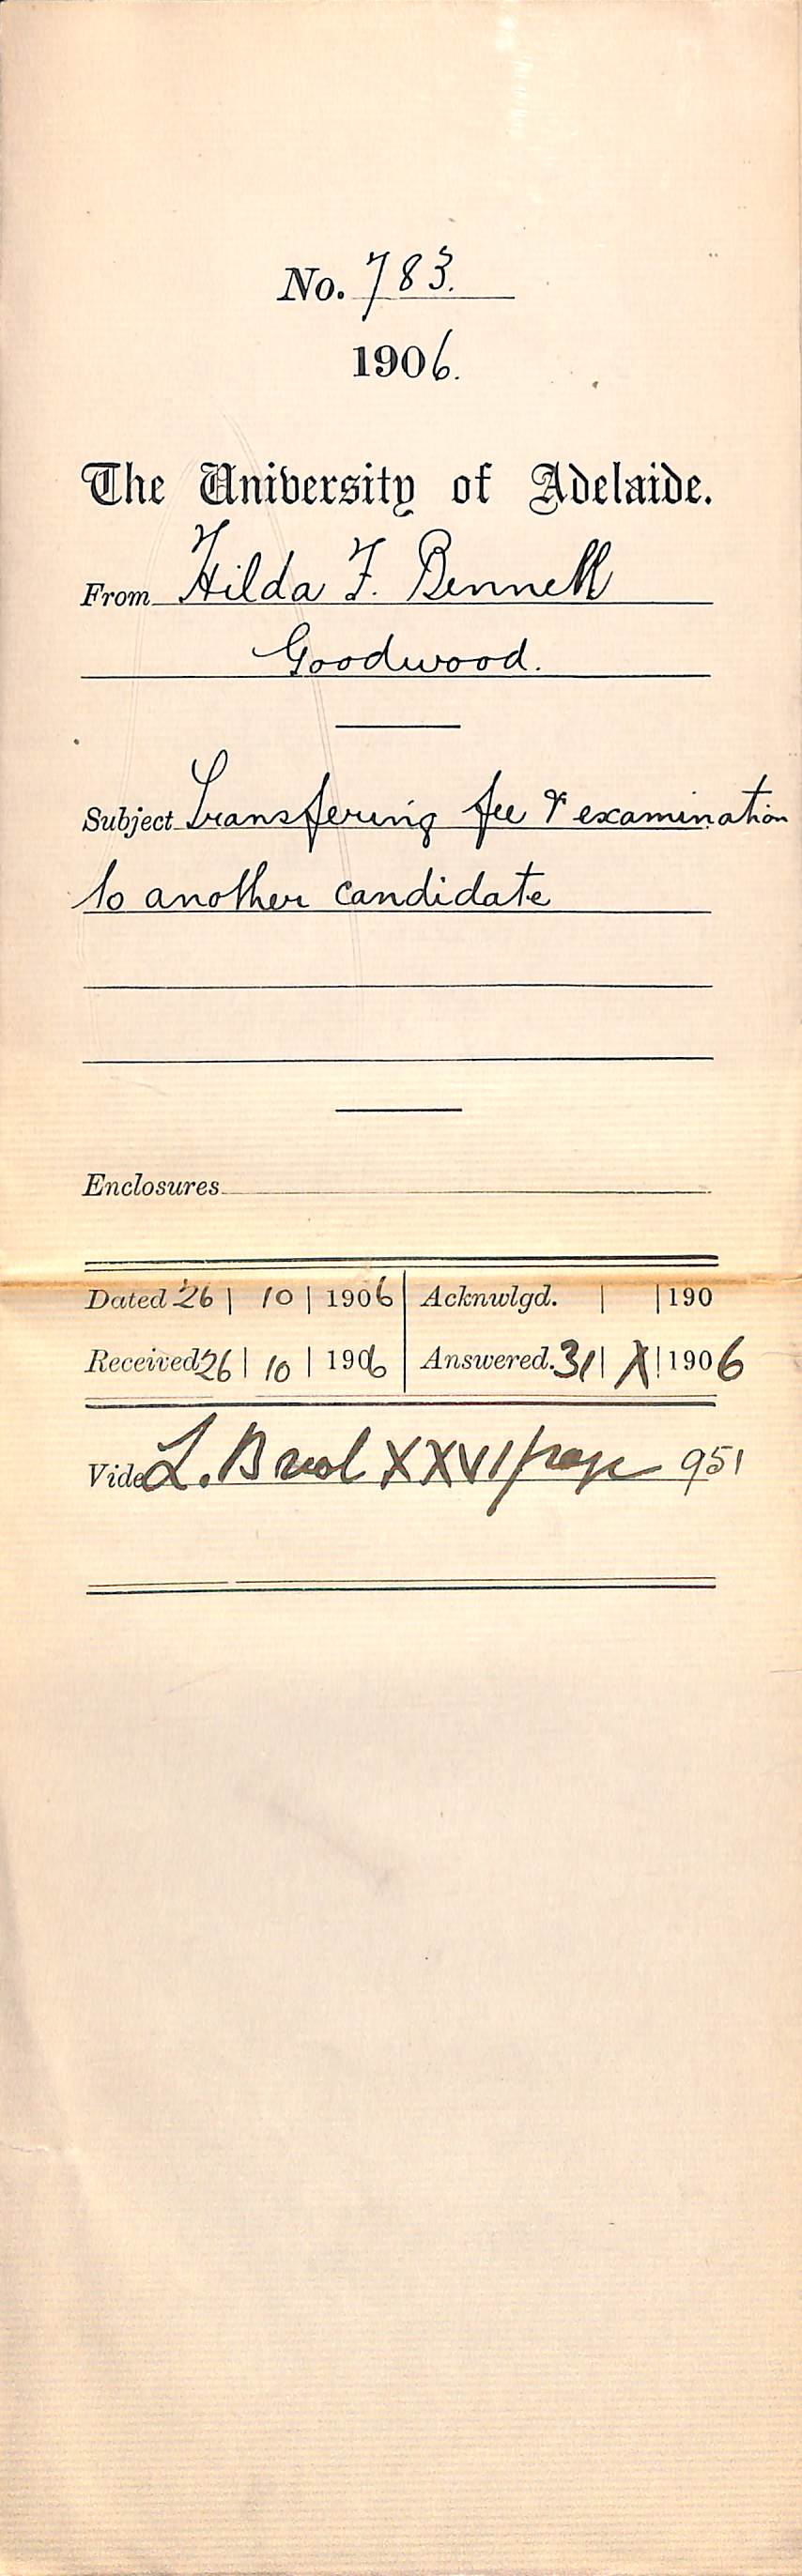 No. 783.
1906.
The University of Adelaide.
From Hilda F. Bennett
Goodwood.
Subject Transfering fee & examination
to another candidate
Enclosures
Dated 26 | 10 | 1906 Acknwlgd. | | 190
Received 26 | 10 | 1906 Answered. 31 | X | 1906
Vide L. B vol XXVI page 951